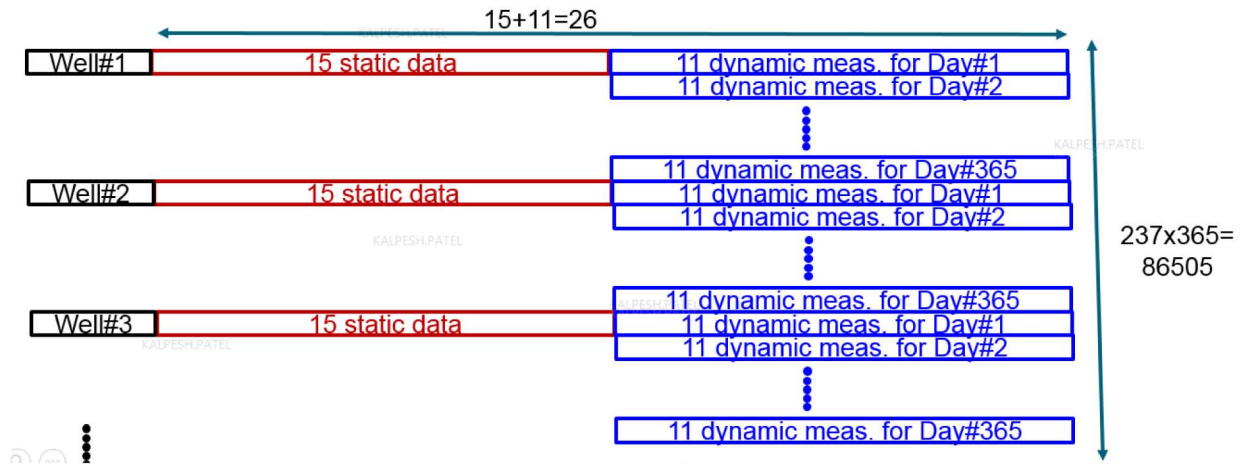 15+11=26
KALPESH.PATEL
Well#1 15 static data 11 dynamic meas. for Day#1
11 dynamic meas. for Day#2
KALPESH.PATEL
11 dynamic meas. for Day#365
Well#2 15 static data 11 dynamic meas. for Day#1
11 dynamic meas. for Day#2
KALPESH.PATEL
237x365=
86505
11 dynamic meas. for Day#365
KALPESH.PATEL
Well#3 15 static data 11 dynamic meas. for Day#1
KALPESH.PATEL
11 dynamic meas. for Day#2
11 dynamic meas. for Day#365